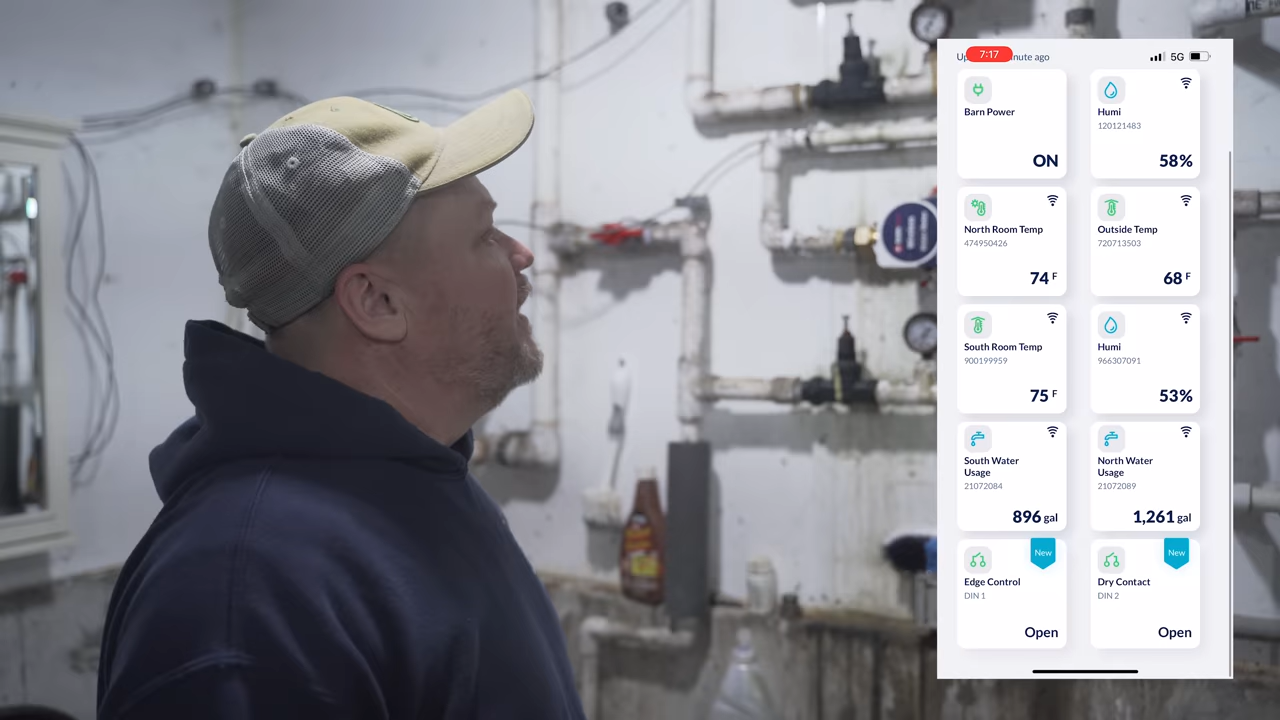 Up
7:17
nute ago
5G
Barn Power
ON
Humi
120121483
58%
North Room Temp
474950426
74 F
Outside Temp
720713503
68 F
South Room Temp
900199959
75 F
Humi
966307091
53%
South Water
Usage
21072084
896 gal
North Water
Usage
21072089
1,261 gal
New
Edge Control
DIN 1
Open
New
Dry Contact
DIN 2
Open